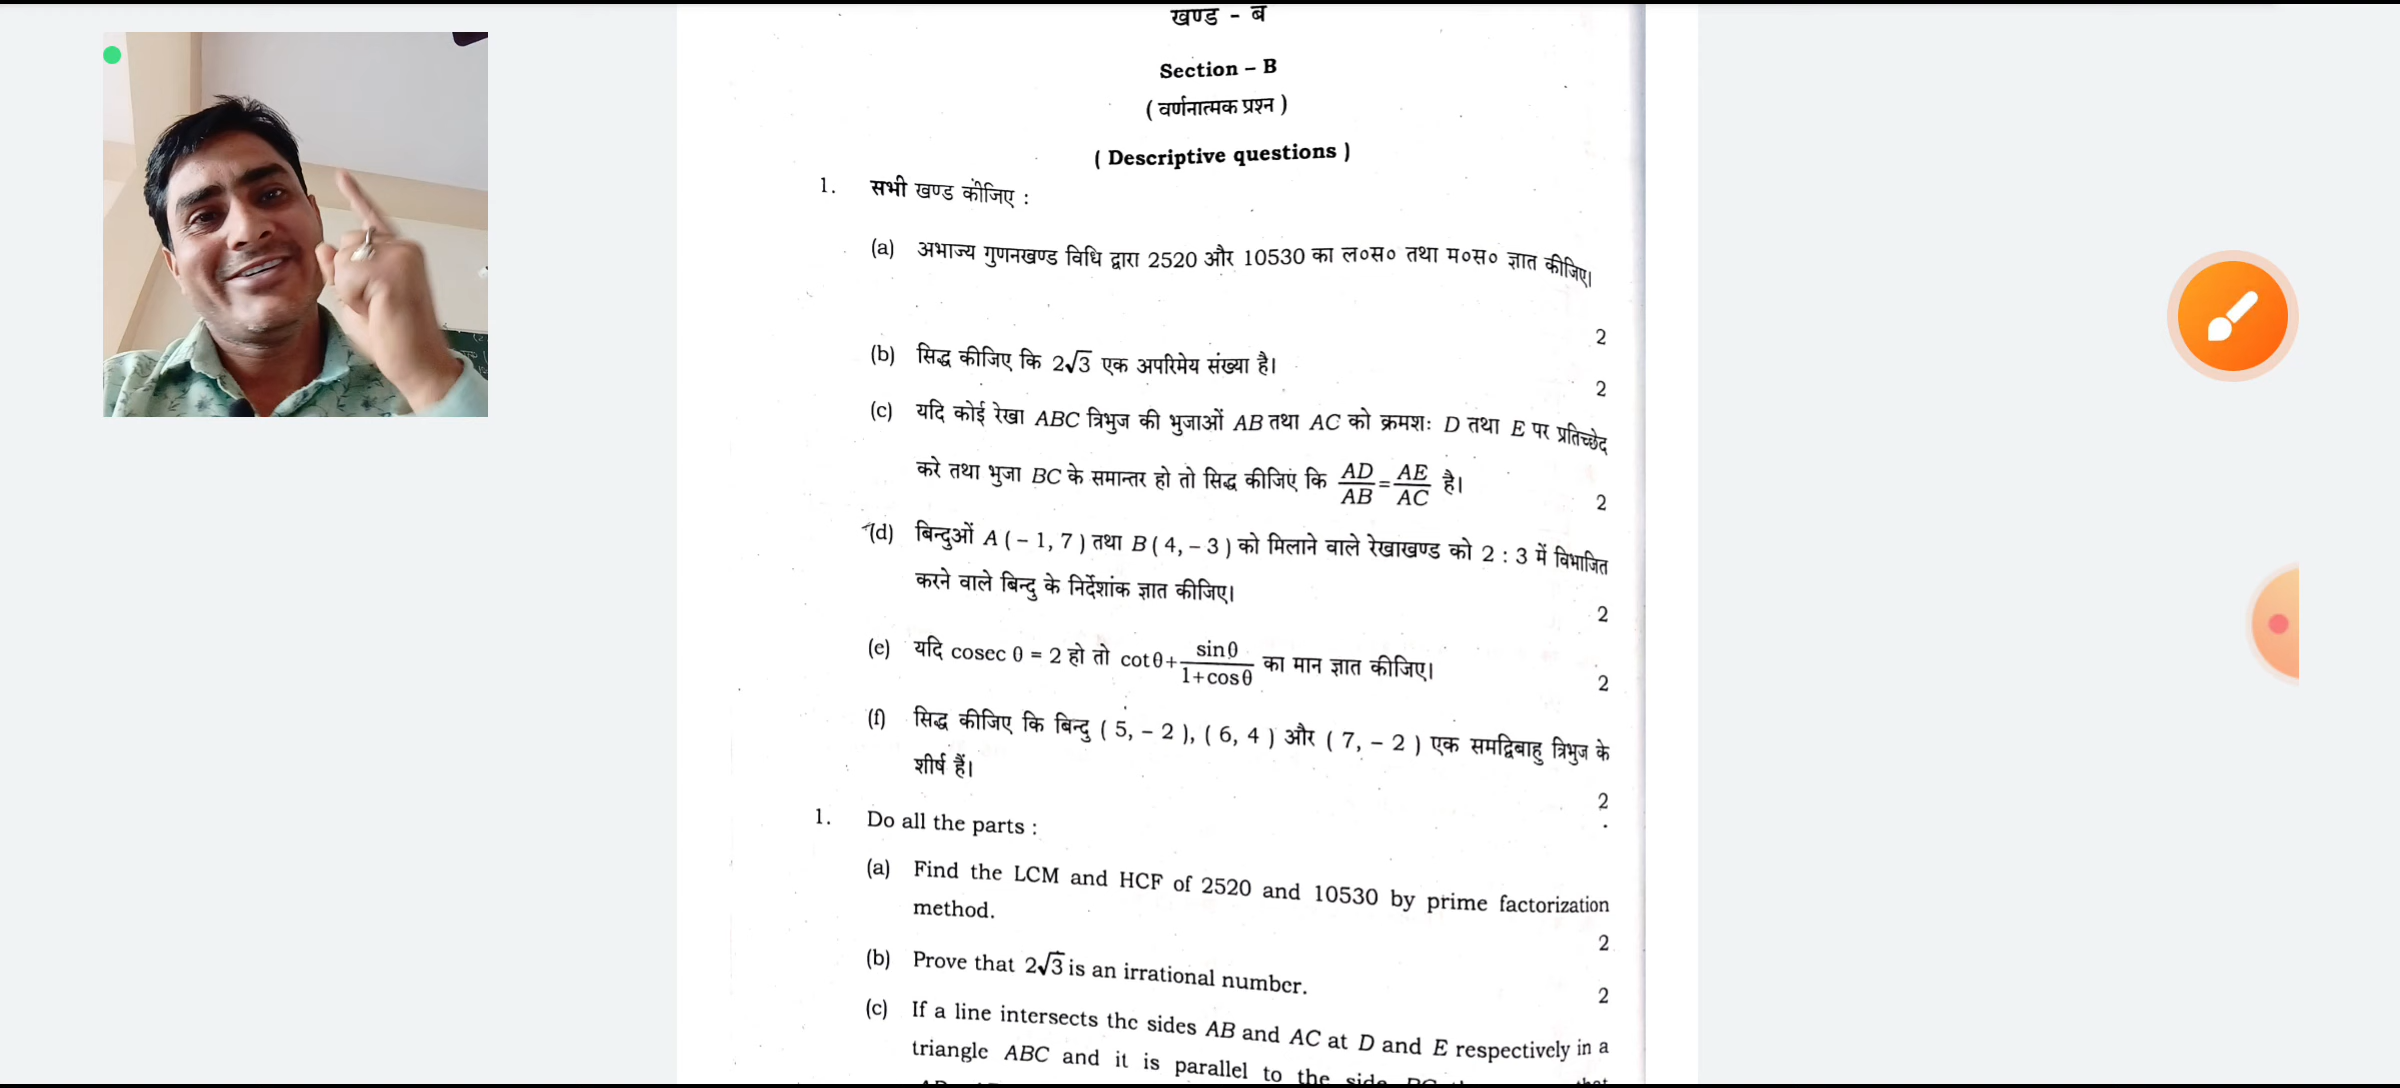 खण्ड - ब
Section – B
( वर्णनात्मक प्रश्न )
( Descriptive questions )
1. सभी खण्ड कीजिए :
(a) अभाज्य गुणनखण्ड विधि द्वारा 2520 और 10530 का ल०स० तथा म०स० ज्ञात कीजिए।
2
(b) सिद्ध कीजिए कि 2√3 एक अपरिमेय संख्या है।
2
(c) यदि कोई रेखा ABC त्रिभुज की भुजाओं AB तथा AC को क्रमशः D तथा E पर प्रतिच्छेद
करे तथा भुजा BC के समान्तर हो तो सिद्ध कीजिए कि AD/AB = AE/AC है।
2
(d) बिन्दुओं A ( – 1, 7 ) तथा B ( 4, – 3 ) को मिलाने वाले रेखाखण्ड को 2 : 3 में विभाजित
करने वाले बिन्दु के निर्देशांक ज्ञात कीजिए।
2
(e) यदि cosec θ = 2 हो तो cotθ + sinθ/1+cosθ का मान ज्ञात कीजिए।
2
(f) सिद्ध कीजिए कि बिन्दु ( 5, – 2 ), ( 6, 4 ) और ( 7, – 2 ) एक समद्विबाहु त्रिभुज के
शीर्ष हैं।
2
1. Do all the parts :
(a) Find the LCM and HCF of 2520 and 10530 by prime factorization
method.
2
(b) Prove that 2√3 is an irrational number.
2
(c) If a line intersects the sides AB and AC at D and E respectively in a
triangle ABC and it is parallel to the side